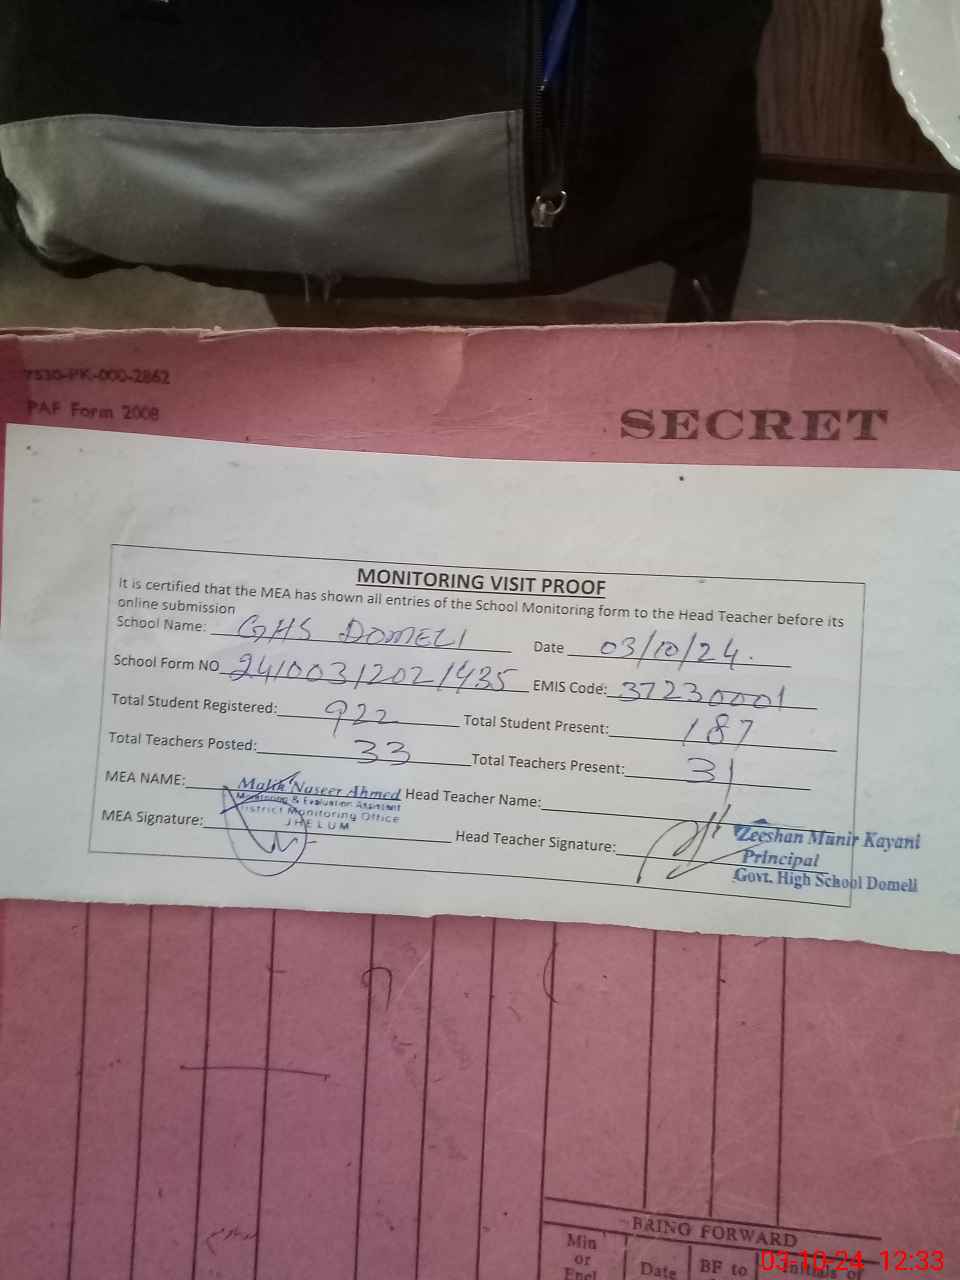 7530-PK-000-2862
PAF Form 2008
SECRET
MONITORING VISIT PROOF
It is certified that the MEA has shown all entries of the School Monitoring form to the Head Teacher before its
online submission
School Name: GHS DOMELI Date 03/10/24.
School Form NO 24100312021435 EMIS Code: 37230001
Total Student Registered: 922 Total Student Present: 187
Total Teachers Posted: 33 Total Teachers Present: 31
MEA NAME: Malik Naseer Ahmed Head Teacher Name:
Monitoring & Evaluation Assistant
District Monitoring Office
JHELUM
MEA Signature: Head Teacher Signature:
Zeeshan Munir Kayani
Principal
Govt. High School Domeli
BRING FORWARD
Min
or
Encl
Date
BF to
Initials of
03-10-24 12:33